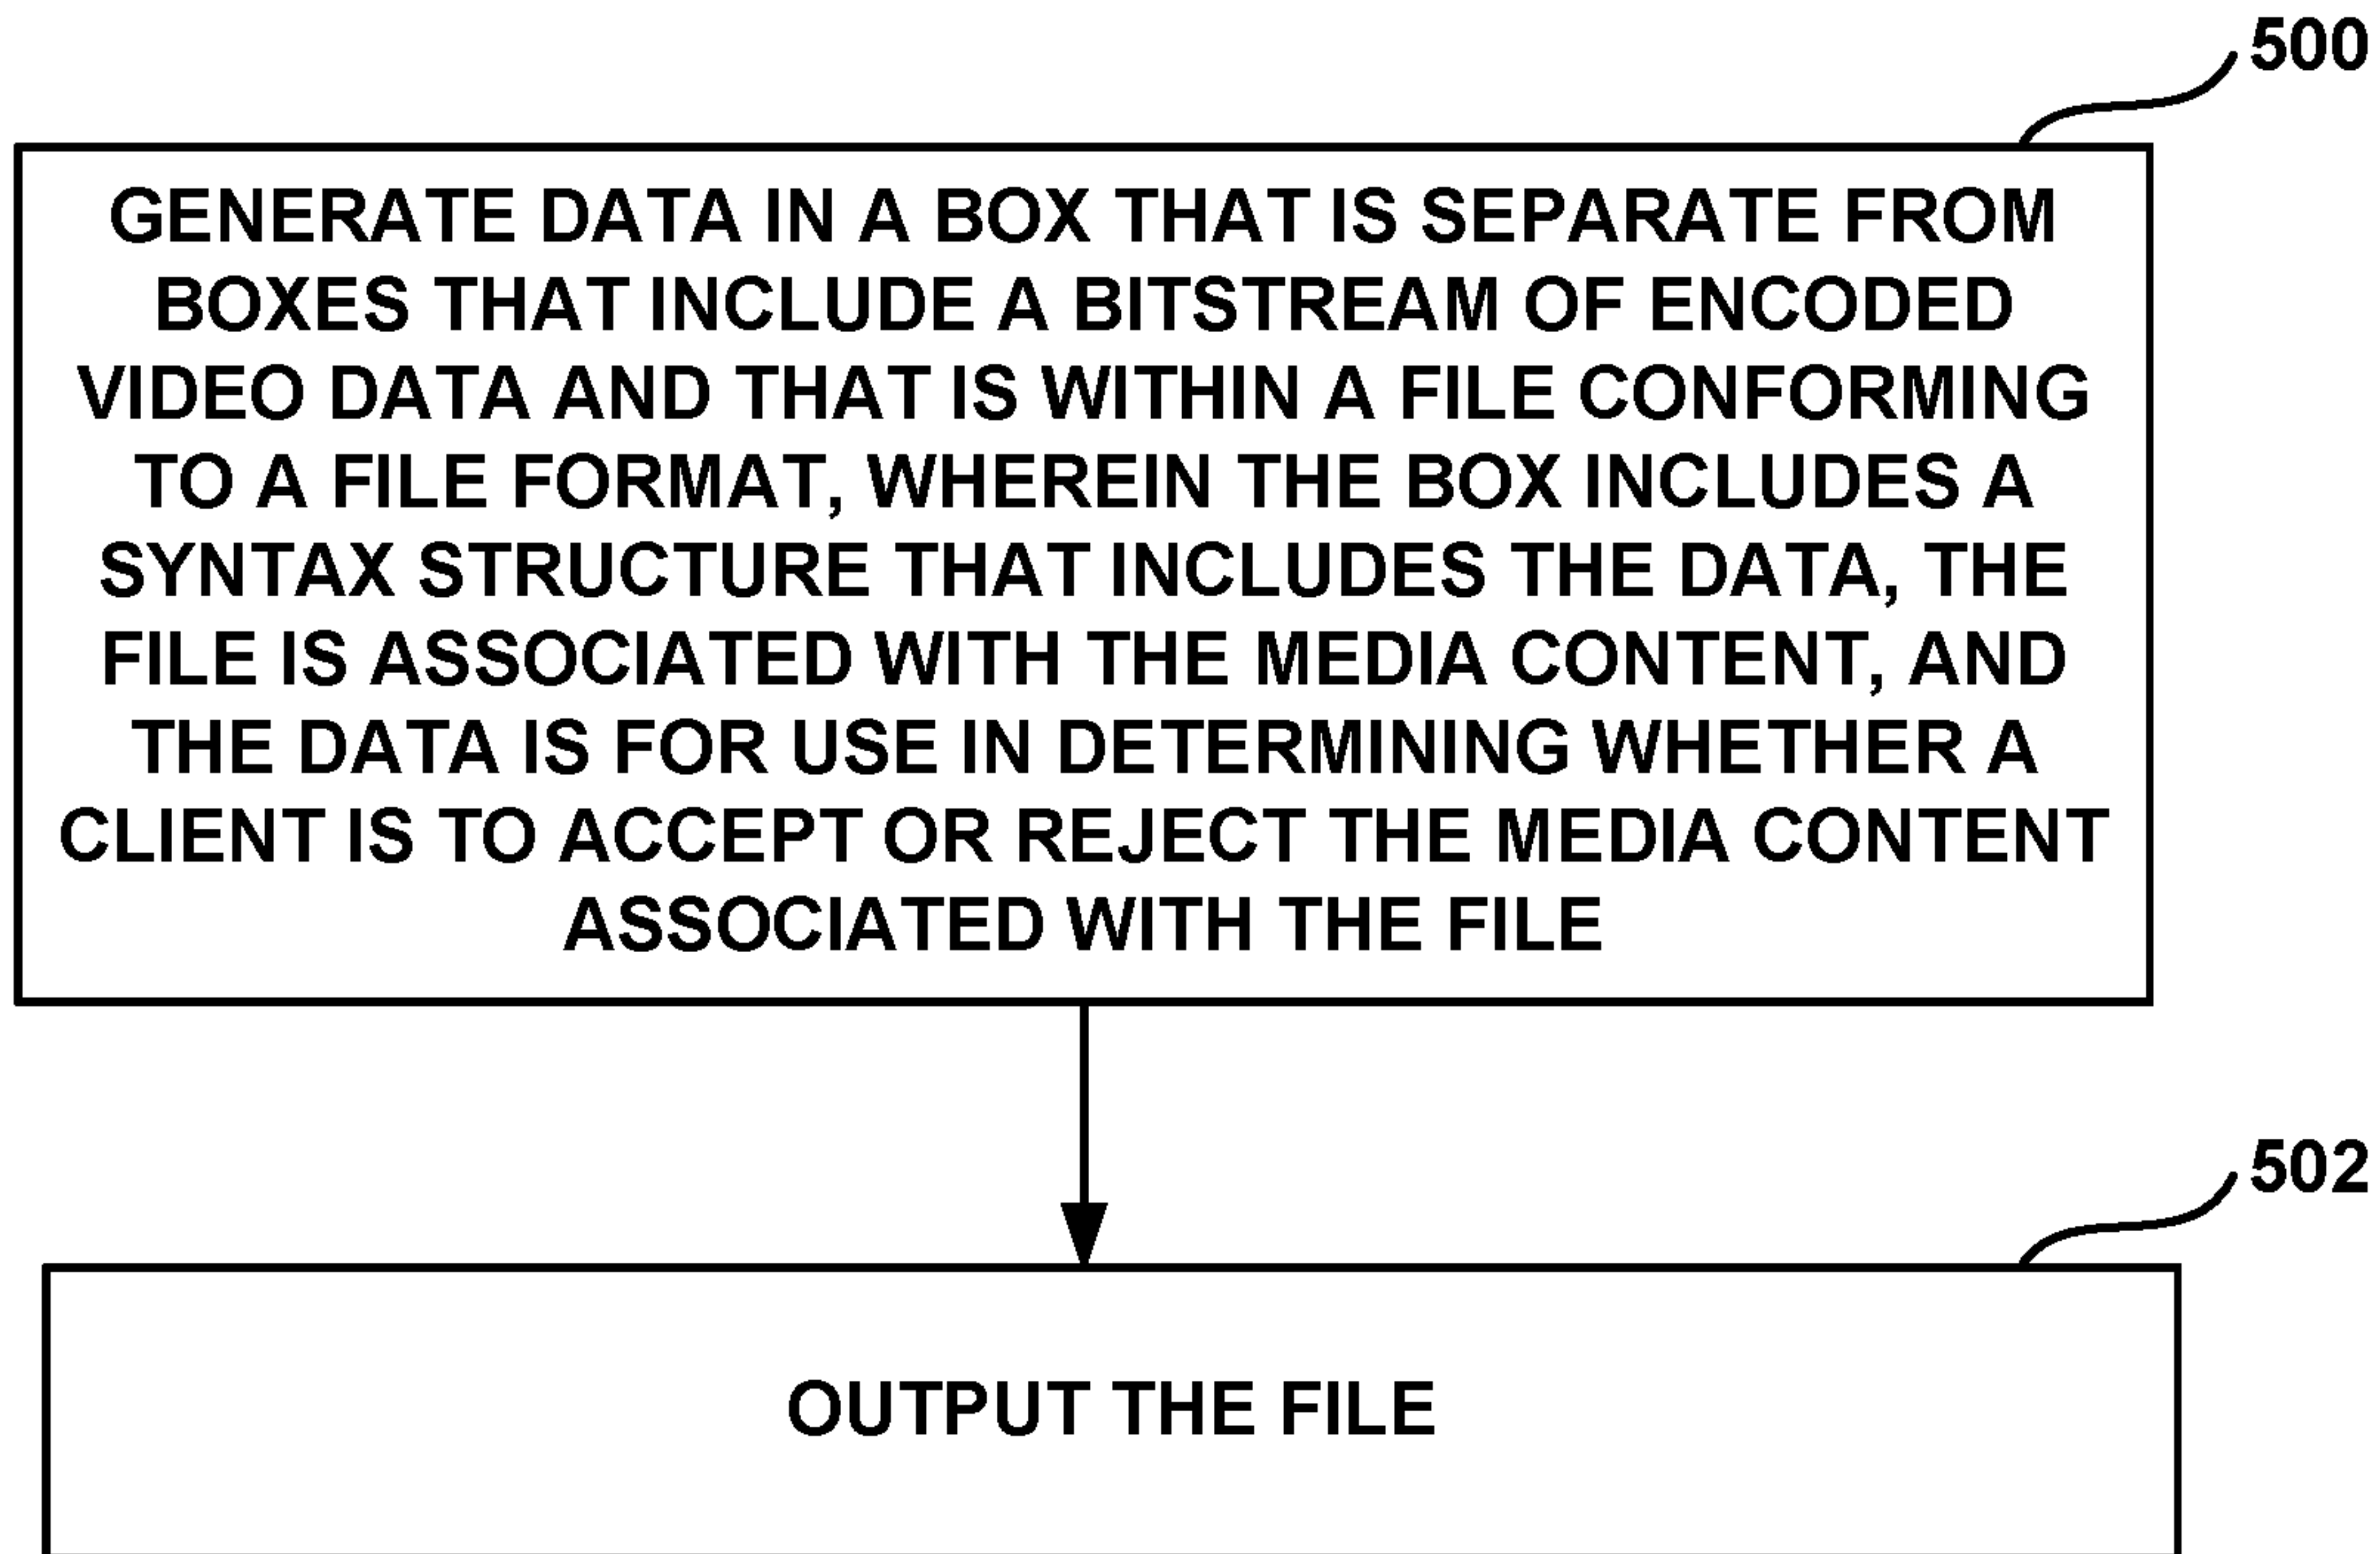 500
GENERATE DATA IN A BOX THAT IS SEPARATE FROM
BOXES THAT INCLUDE A BITSTREAM OF ENCODED
VIDEO DATA AND THAT IS WITHIN A FILE CONFORMING
TO A FILE FORMAT, WHEREIN THE BOX INCLUDES A
SYNTAX STRUCTURE THAT INCLUDES THE DATA, THE
FILE IS ASSOCIATED WITH THE MEDIA CONTENT, AND
THE DATA IS FOR USE IN DETERMINING WHETHER A
CLIENT IS TO ACCEPT OR REJECT THE MEDIA CONTENT
ASSOCIATED WITH THE FILE
502
OUTPUT THE FILE